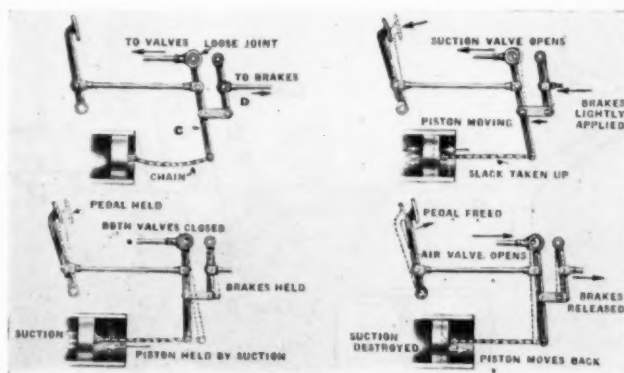 TO VALVES
LOOSE JOINT
TO BRAKES
D
C
CHAIN
SUCTION VALVE OPENS
PISTON MOVING
BRAKES
LIGHTLY
APPLIED
SLACK TAKEN UP
PEDAL HELD
BOTH VALVES CLOSED
BRAKES HELD
SUCTION
PISTON HELD BY SUCTION
PEDAL FREED
AIR VALVE OPENS
BRAKES
RELEASED
SUCTION
DESTROYED
PISTON MOVES BACK